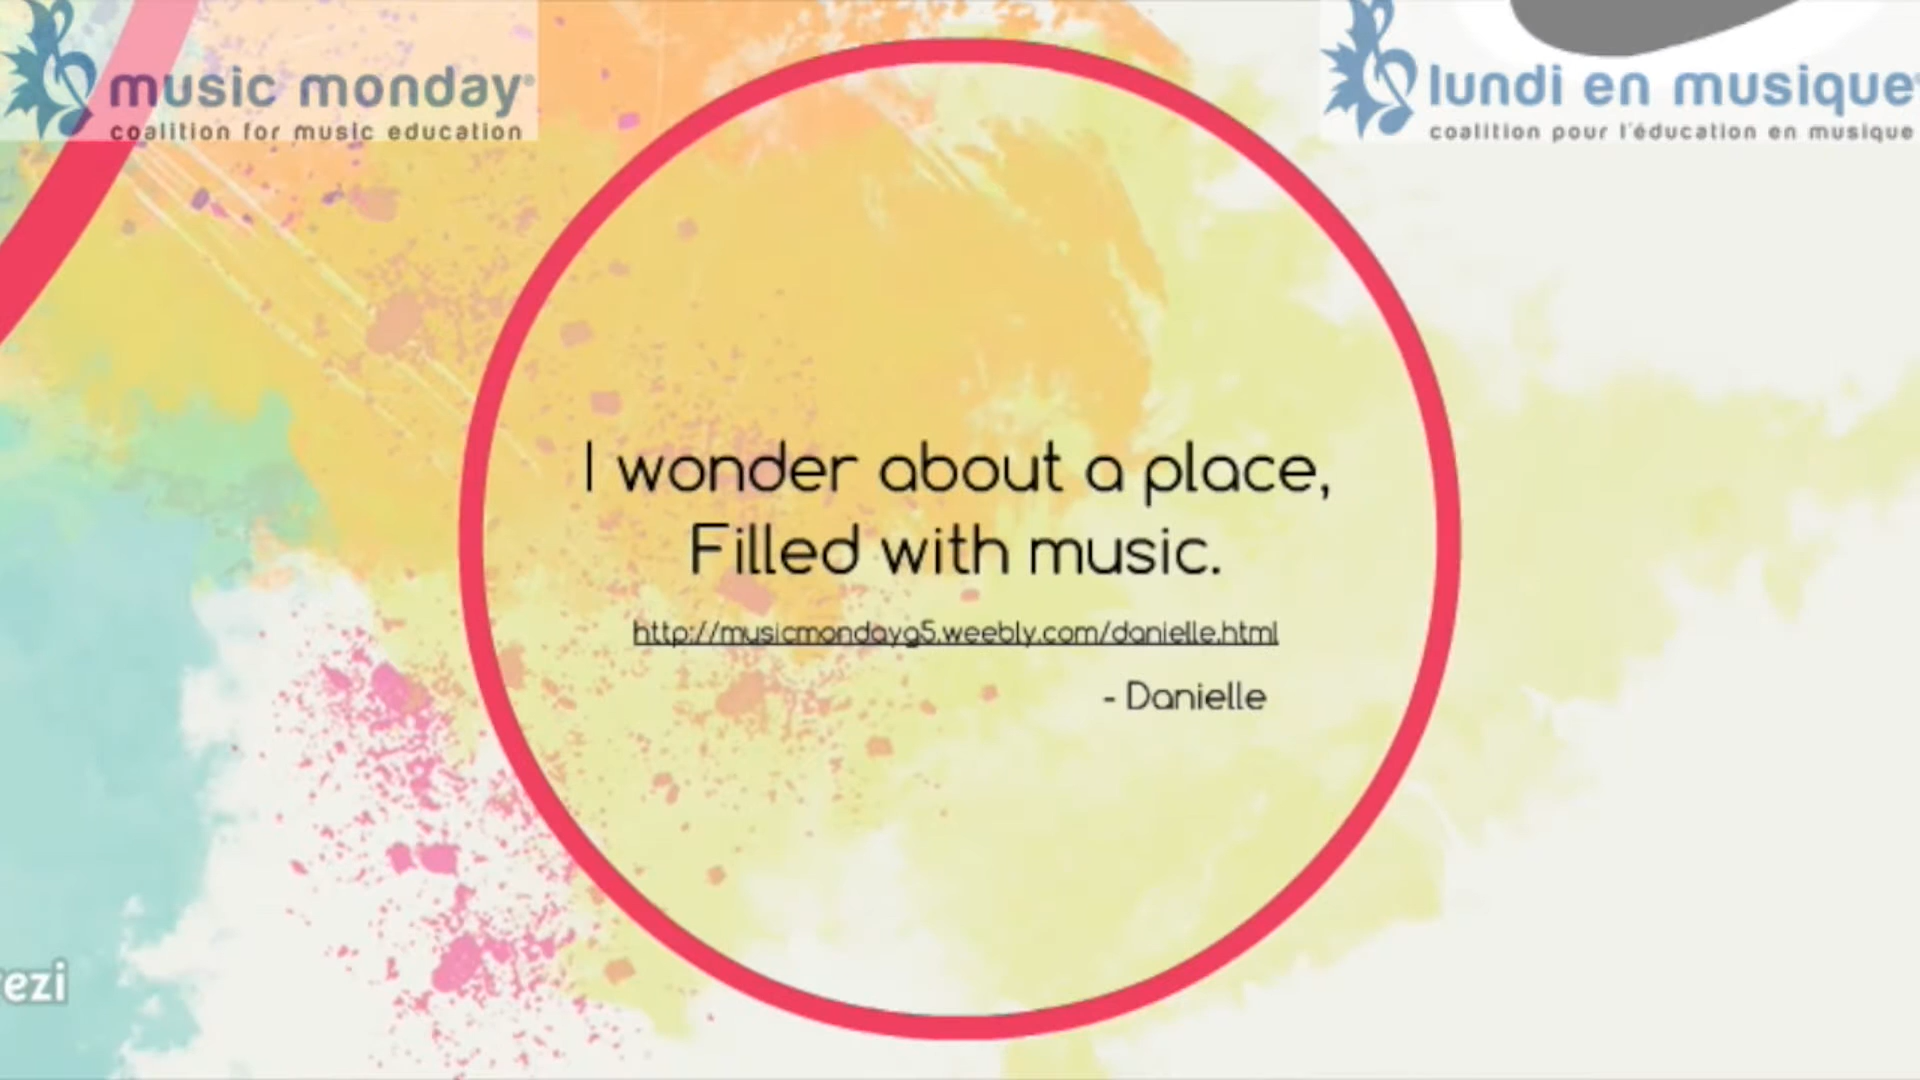 music monday®
coalition for music education
lundi en musique
coalition pour l'éducation en musique
I wonder about a place,
Filled with music.
http://musicmondayg5.weebly.com/danielle.html
- Danielle
ezi